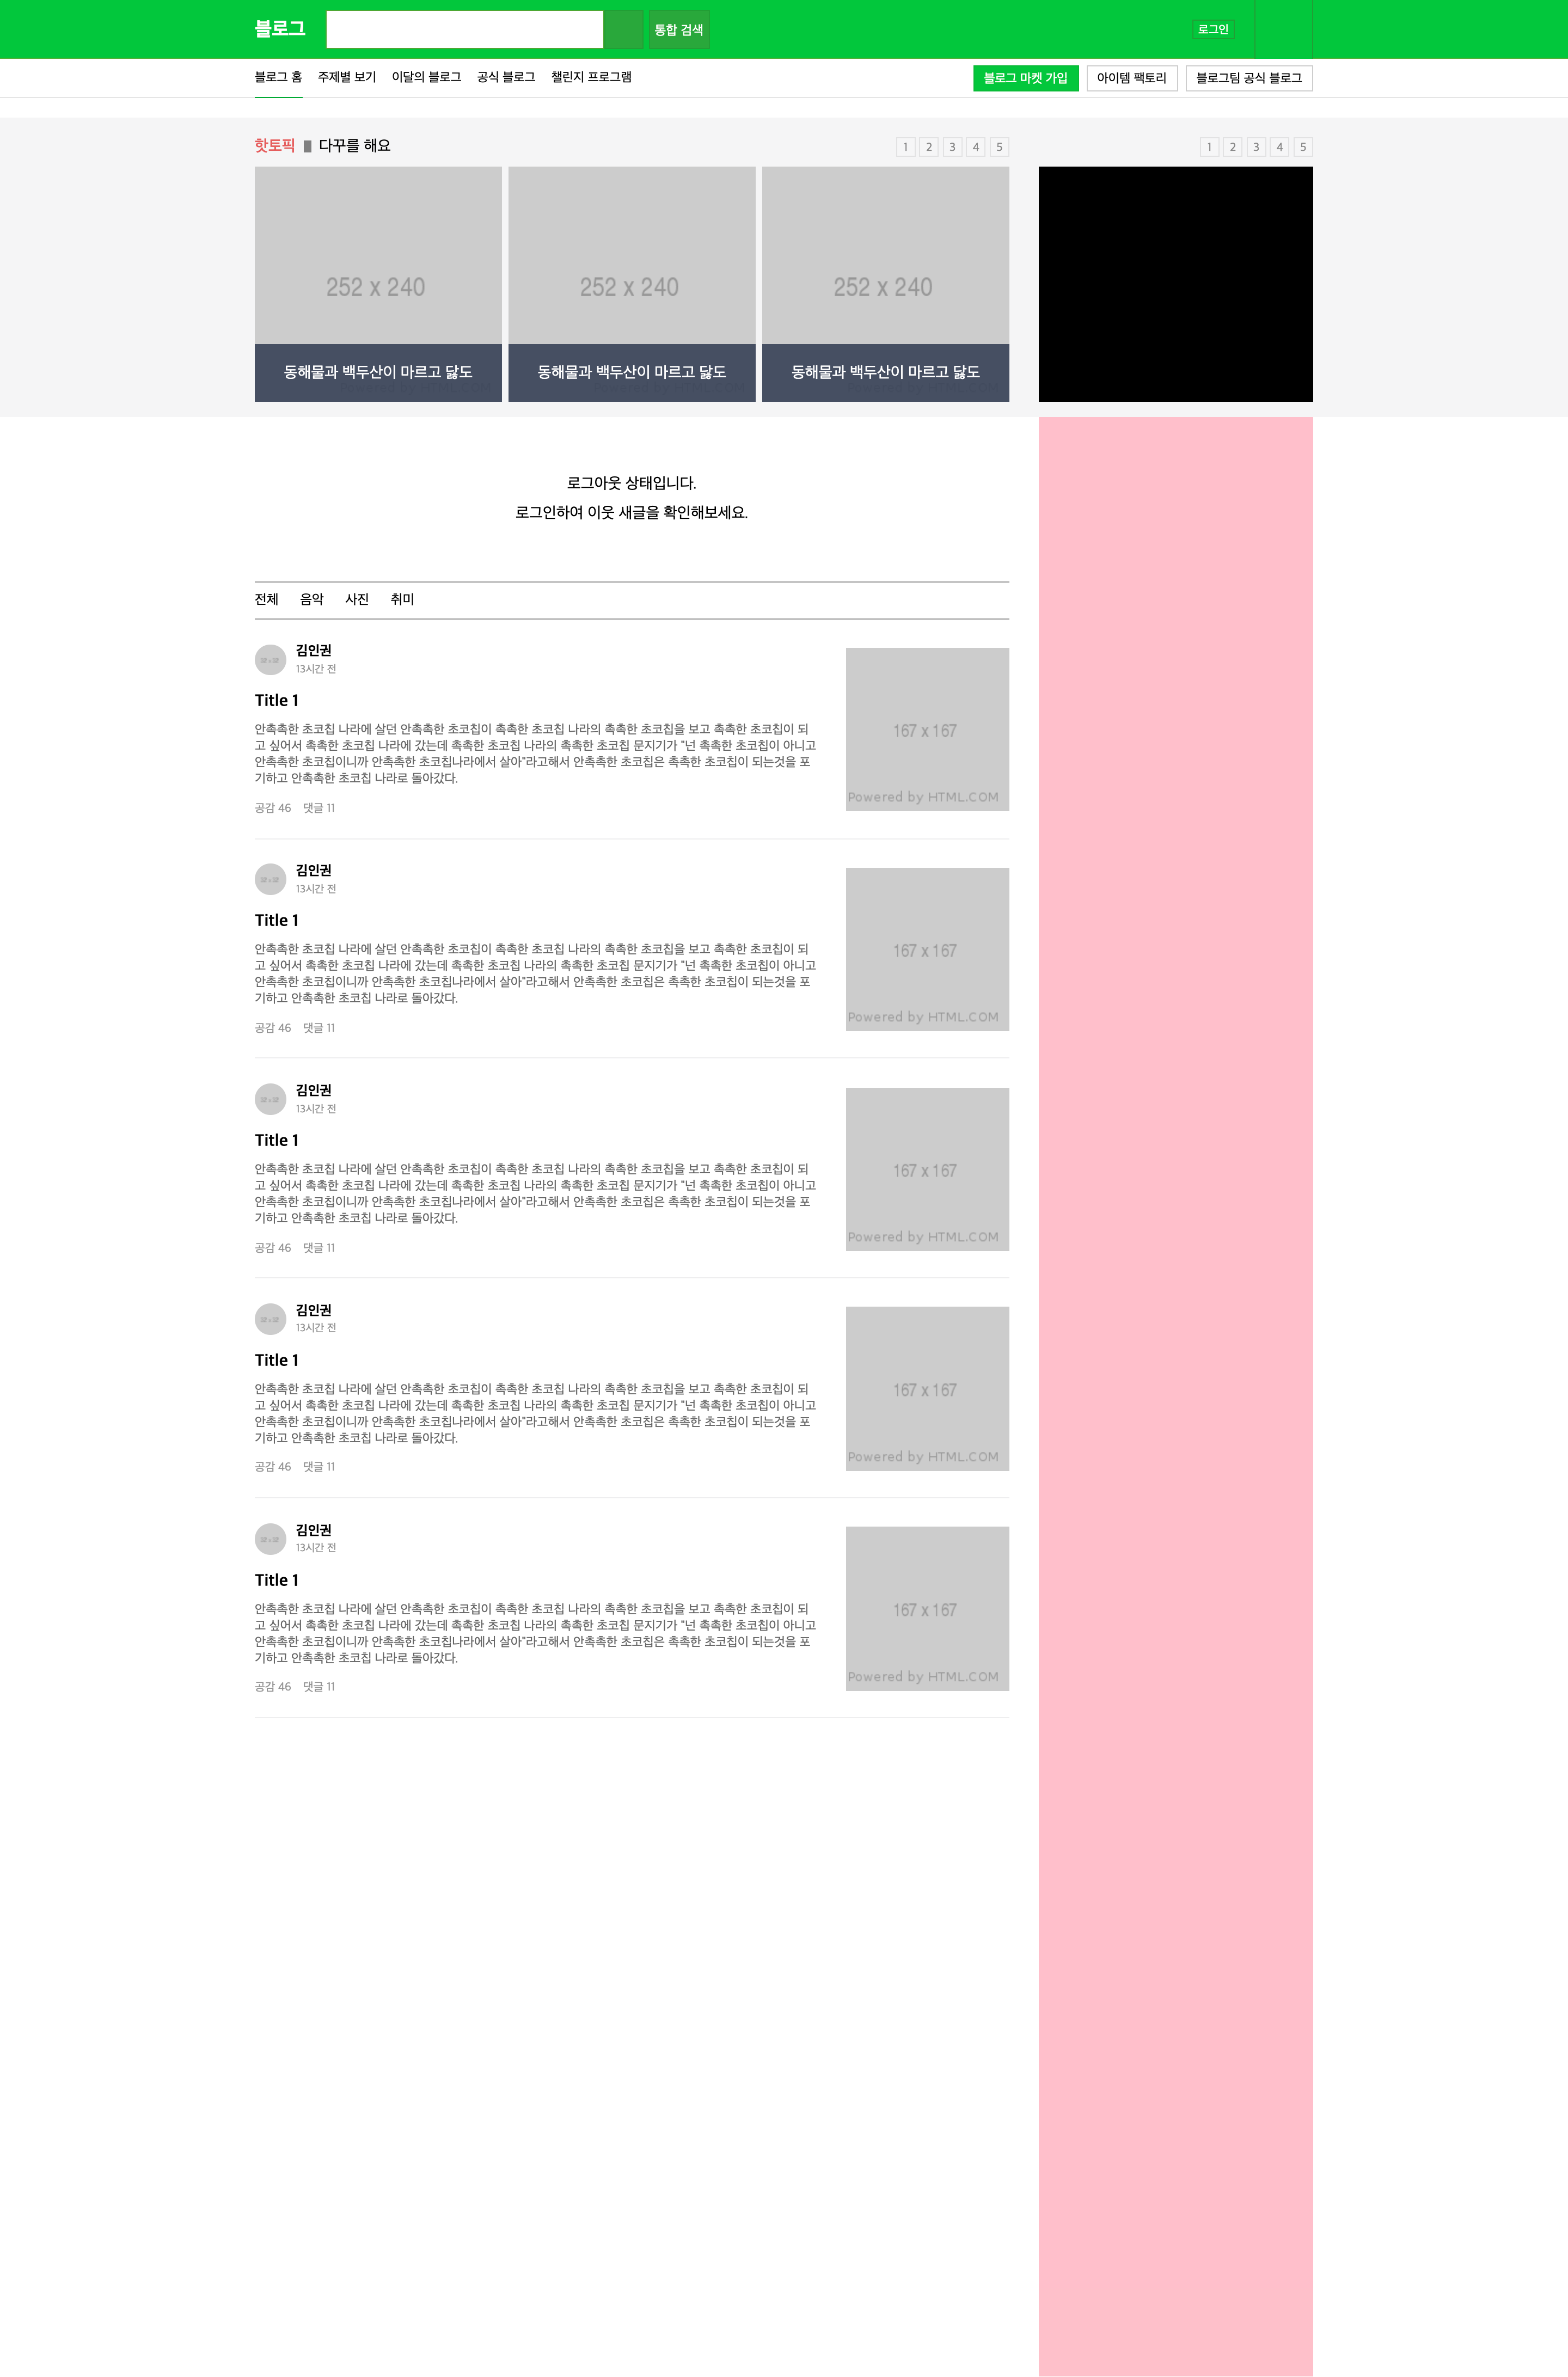 블로그
통합 검색
로그인
블로그 홈 주제별 보기 이달의 블로그 공식 블로그 챌린지 프로그램
블로그 마켓 가입 아이템 팩토리 블로그팀 공식 블로그
핫토픽 다꾸를 해요
1 2 3 4 5
1 2 3 4 5
252 x 240
동해물과 백두산이 마르고 닳도
252 x 240
동해물과 백두산이 마르고 닳도
252 x 240
동해물과 백두산이 마르고 닳도
로그아웃 상태입니다.
로그인하여 이웃 새글을 확인해보세요.
전체 음악 사진 취미
김인권
13시간 전
Title 1
안촉촉한 초코칩 나라에 살던 안촉촉한 초코칩이 촉촉한 초코칩 나라의 촉촉한 초코칩을 보고 촉촉한 초코칩이 되
고 싶어서 촉촉한 초코칩 나라에 갔는데 촉촉한 초코칩 나라의 촉촉한 초코칩 문지기가 "넌 촉촉한 초코칩이 아니고
안촉촉한 초코칩이니까 안촉촉한 초코칩나라에서 살아"라고해서 안촉촉한 초코칩은 촉촉한 초코칩이 되는것을 포
기하고 안촉촉한 초코칩 나라로 돌아갔다.
공감 46 댓글 11
167 x 167
Powered by HTML.COM
김인권
13시간 전
Title 1
안촉촉한 초코칩 나라에 살던 안촉촉한 초코칩이 촉촉한 초코칩 나라의 촉촉한 초코칩을 보고 촉촉한 초코칩이 되
고 싶어서 촉촉한 초코칩 나라에 갔는데 촉촉한 초코칩 나라의 촉촉한 초코칩 문지기가 "넌 촉촉한 초코칩이 아니고
안촉촉한 초코칩이니까 안촉촉한 초코칩나라에서 살아"라고해서 안촉촉한 초코칩은 촉촉한 초코칩이 되는것을 포
기하고 안촉촉한 초코칩 나라로 돌아갔다.
공감 46 댓글 11
167 x 167
Powered by HTML.COM
김인권
13시간 전
Title 1
안촉촉한 초코칩 나라에 살던 안촉촉한 초코칩이 촉촉한 초코칩 나라의 촉촉한 초코칩을 보고 촉촉한 초코칩이 되
고 싶어서 촉촉한 초코칩 나라에 갔는데 촉촉한 초코칩 나라의 촉촉한 초코칩 문지기가 "넌 촉촉한 초코칩이 아니고
안촉촉한 초코칩이니까 안촉촉한 초코칩나라에서 살아"라고해서 안촉촉한 초코칩은 촉촉한 초코칩이 되는것을 포
기하고 안촉촉한 초코칩 나라로 돌아갔다.
공감 46 댓글 11
167 x 167
Powered by HTML.COM
김인권
13시간 전
Title 1
안촉촉한 초코칩 나라에 살던 안촉촉한 초코칩이 촉촉한 초코칩 나라의 촉촉한 초코칩을 보고 촉촉한 초코칩이 되
고 싶어서 촉촉한 초코칩 나라에 갔는데 촉촉한 초코칩 나라의 촉촉한 초코칩 문지기가 "넌 촉촉한 초코칩이 아니고
안촉촉한 초코칩이니까 안촉촉한 초코칩나라에서 살아"라고해서 안촉촉한 초코칩은 촉촉한 초코칩이 되는것을 포
기하고 안촉촉한 초코칩 나라로 돌아갔다.
공감 46 댓글 11
167 x 167
Powered by HTML.COM
김인권
13시간 전
Title 1
안촉촉한 초코칩 나라에 살던 안촉촉한 초코칩이 촉촉한 초코칩 나라의 촉촉한 초코칩을 보고 촉촉한 초코칩이 되
고 싶어서 촉촉한 초코칩 나라에 갔는데 촉촉한 초코칩 나라의 촉촉한 초코칩 문지기가 "넌 촉촉한 초코칩이 아니고
안촉촉한 초코칩이니까 안촉촉한 초코칩나라에서 살아"라고해서 안촉촉한 초코칩은 촉촉한 초코칩이 되는것을 포
기하고 안촉촉한 초코칩 나라로 돌아갔다.
공감 46 댓글 11
167 x 167
Powered by HTML.COM